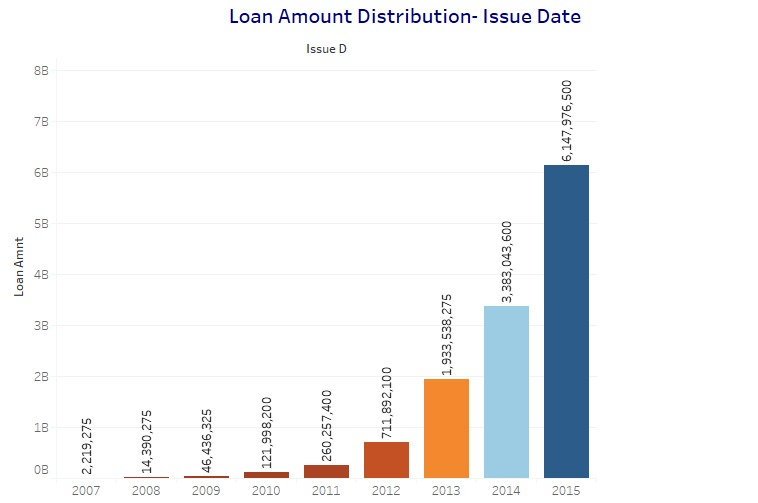 Loan Amount Distribution- Issue Date
Issue D
8B
7B
6B
5B
4B
3B
2B
1B
0B
Loan Amnt
2,219,275
14,390,275
46,436,325
121,998,200
260,257,400
711,892,100
1,933,538,275
3,383,043,600
6,147,976,500
2007 2008 2009 2010 2011 2012 2013 2014 2015